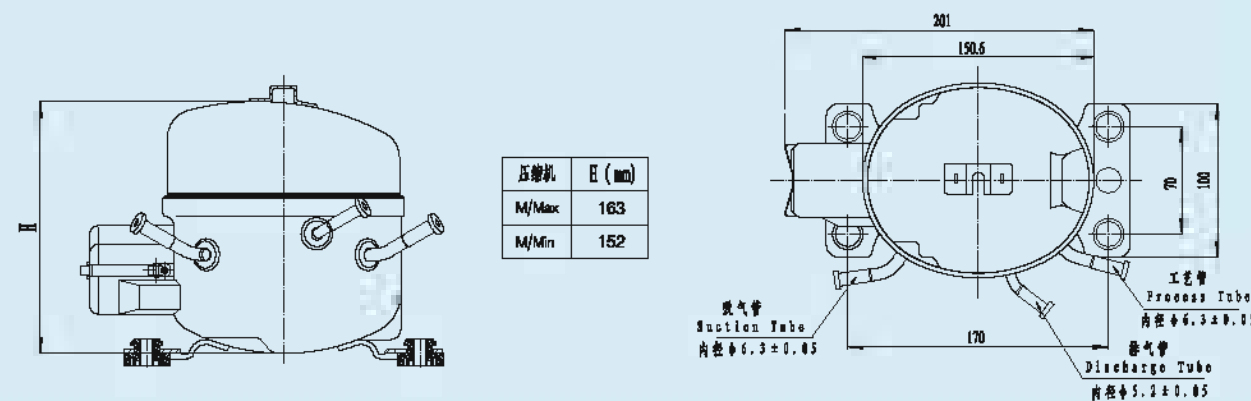 H
压缩机 H (mm)
M/Max 163
M/Min 152
201
150.6
70
100
170
吸气管
Suction Tube
内径ϕ6.3±0.05
工艺管
Process Tube
内径ϕ6.3±0.05
排气管
Discharge Tube
内径ϕ5.2±0.05